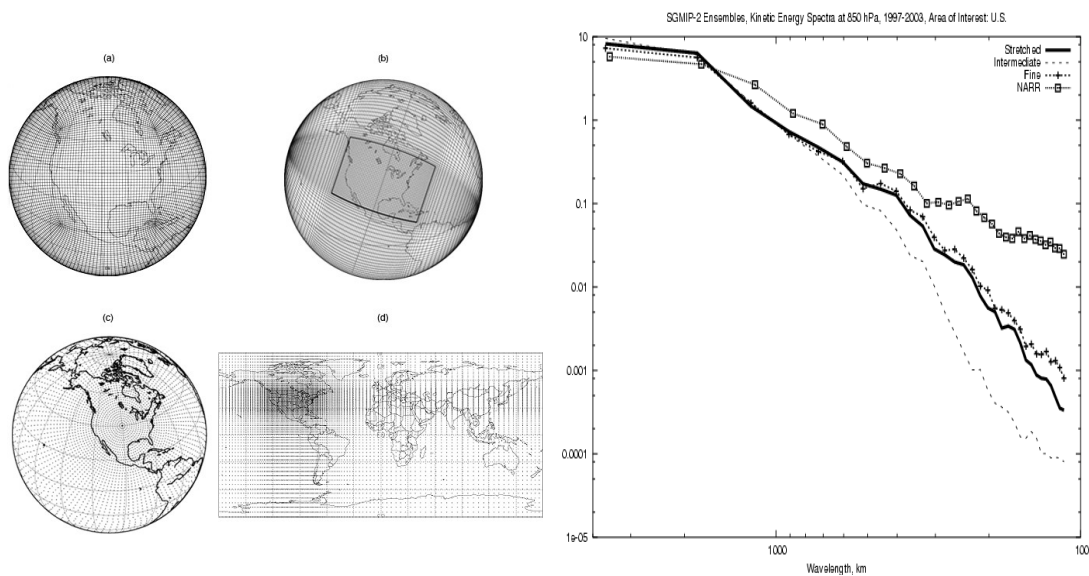 (a)
(b)
(c)
(d)
SGMIP-2 Ensembles, Kinetic Energy Spectra at 850 hPa, 1997-2003, Area of Interest: U.S.
Stretched
Intermediate
Fine
NARR
10
1
0.1
0.01
0.001
0.0001
1e-05
1000
100
Wavelength, km